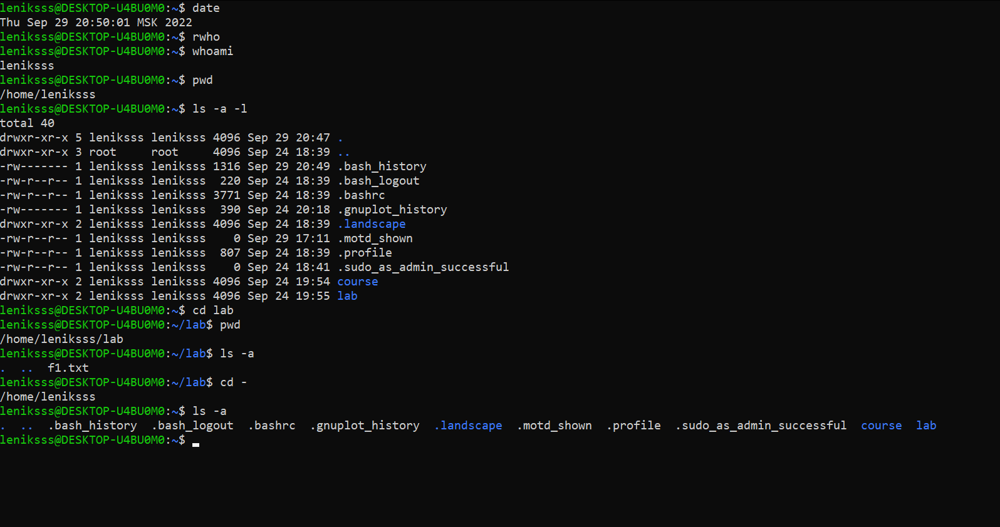 leniksss@DESKTOP-U4BU0M0:~$ date
Thu Sep 29 20:50:01 MSK 2022
leniksss@DESKTOP-U4BU0M0:~$ rwho
leniksss@DESKTOP-U4BU0M0:~$ whoami
leniksss
leniksss@DESKTOP-U4BU0M0:~$ pwd
/home/leniksss
leniksss@DESKTOP-U4BU0M0:~$ ls -a -l
total 40
drwxr-xr-x 5 leniksss leniksss 4096 Sep 29 20:47 .
drwxr-xr-x 3 root     root     4096 Sep 24 18:39 ..
-rw------- 1 leniksss leniksss 1316 Sep 29 20:49 .bash_history
-rw-r--r-- 1 leniksss leniksss  220 Sep 24 18:39 .bash_logout
-rw-r--r-- 1 leniksss leniksss 3771 Sep 24 18:39 .bashrc
-rw------- 1 leniksss leniksss  390 Sep 24 20:18 .gnuplot_history
drwxr-xr-x 2 leniksss leniksss 4096 Sep 24 18:39 .landscape
-rw-r--r-- 1 leniksss leniksss    0 Sep 29 17:11 .motd_shown
-rw-r--r-- 1 leniksss leniksss  807 Sep 24 18:39 .profile
-rw-r--r-- 1 leniksss leniksss    0 Sep 24 18:41 .sudo_as_admin_successful
drwxr-xr-x 2 leniksss leniksss 4096 Sep 24 19:54 course
drwxr-xr-x 2 leniksss leniksss 4096 Sep 24 19:55 lab
leniksss@DESKTOP-U4BU0M0:~$ cd lab
leniksss@DESKTOP-U4BU0M0:~/lab$ pwd
/home/leniksss/lab
leniksss@DESKTOP-U4BU0M0:~/lab$ ls -a
.  ..  f1.txt
leniksss@DESKTOP-U4BU0M0:~/lab$ cd -
/home/leniksss
leniksss@DESKTOP-U4BU0M0:~$ ls -a
.  ..  .bash_history  .bash_logout  .bashrc  .gnuplot_history  .landscape  .motd_shown  .profile  .sudo_as_admin_successful  course  lab
leniksss@DESKTOP-U4BU0M0:~$